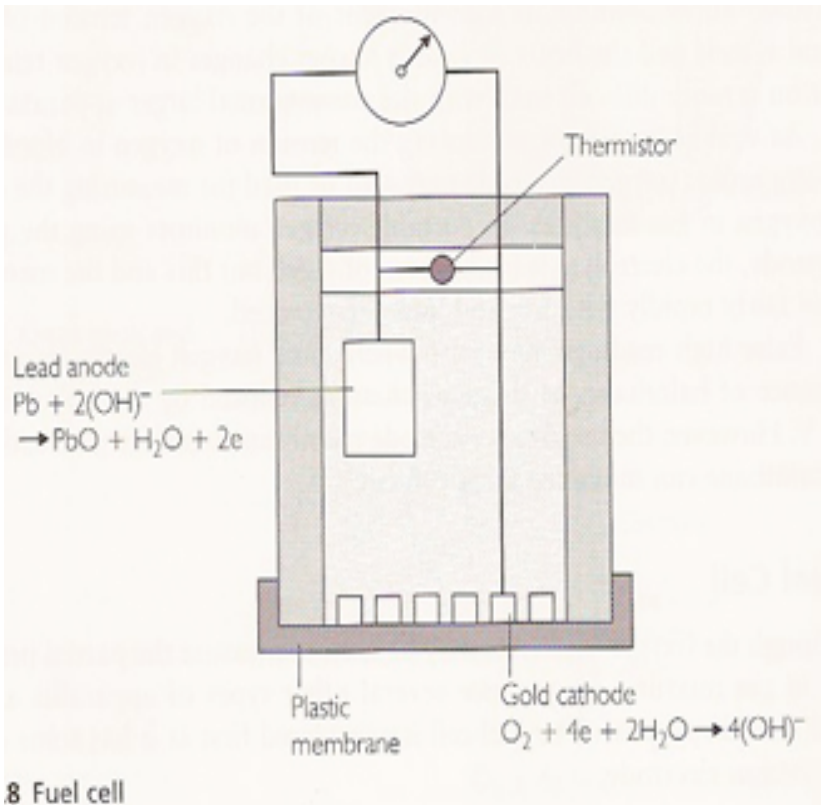 Thermistor
Lead anode
Pb + 2(OH)⁻
→PbO + H₂O + 2e
Plastic
membrane
Gold cathode
O₂ + 4e + 2H₂O→4(OH)⁻
.8 Fuel cell